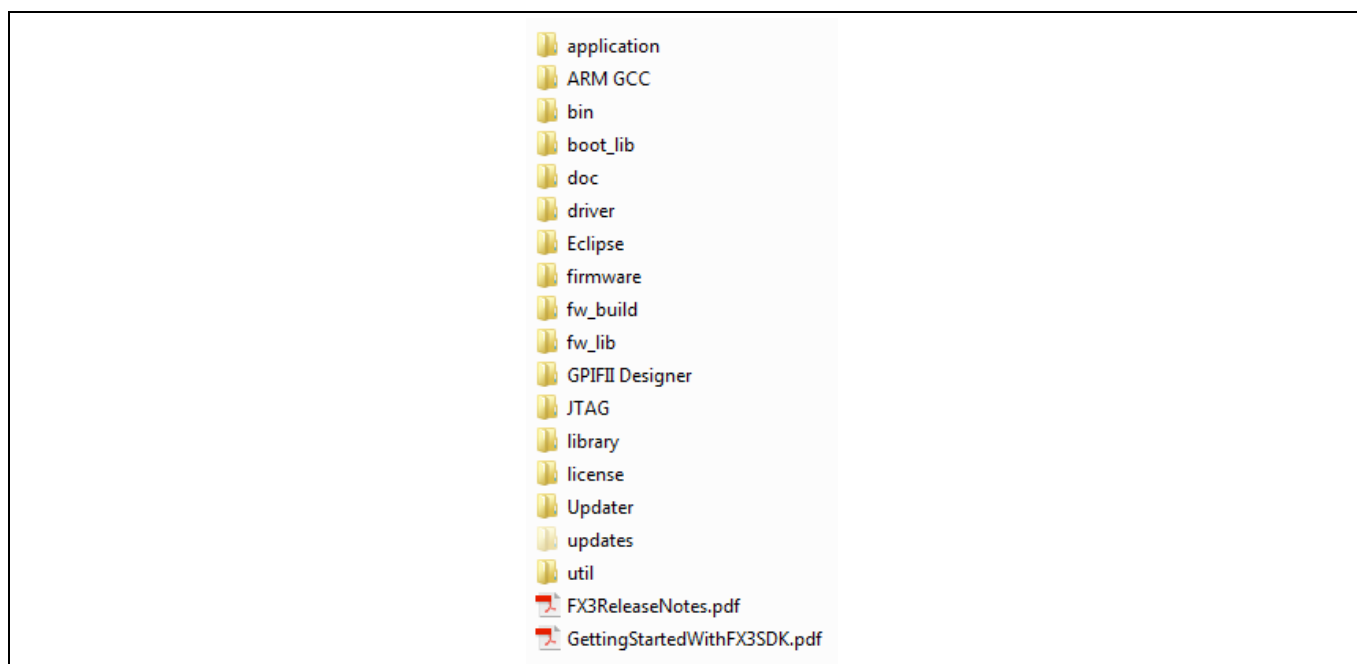 application
ARM GCC
bin
boot_lib
doc
driver
Eclipse
firmware
fw_build
fw_lib
GPIFII Designer
JTAG
library
license
Updater
updates
util
FX3ReleaseNotes.pdf
GettingStartedWithFX3SDK.pdf